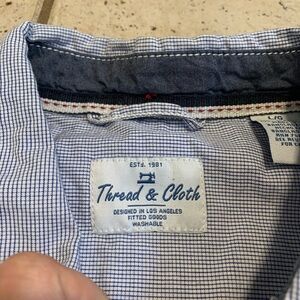 ESTD. 1981
Thread & Cloth
DESIGNED IN LOS ANGELES
FITTED GOODS
WASHABLE
L/G